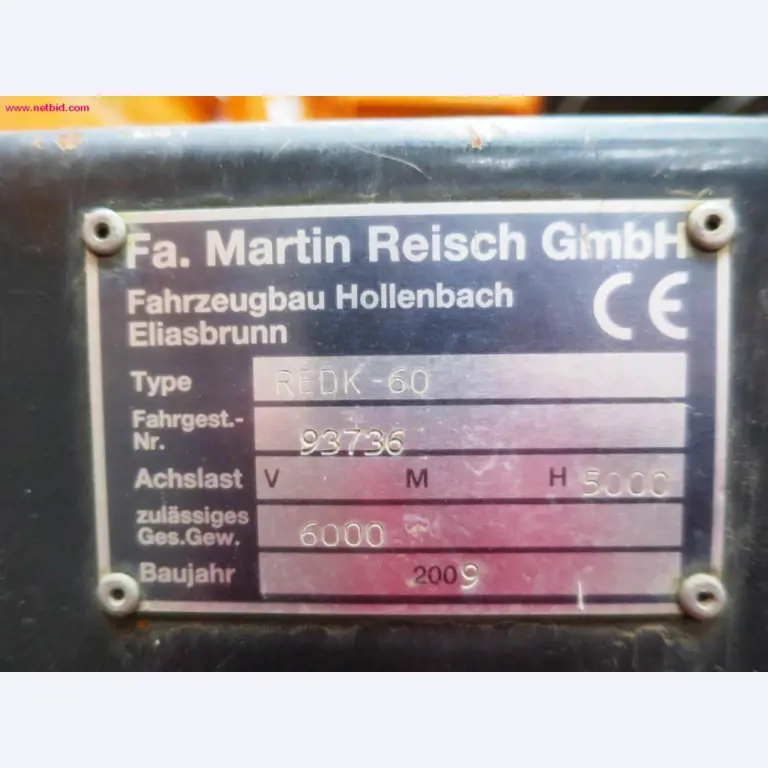 www.netbid.com
Fa. Martin Reisch GmbH
Fahrzeugbau Hollenbach
Eliasbrunn
CE
Type REDK-60
Fahrgest.-
Nr. 93736
Achslast V M H 5000
zulässiges
Ges.Gew. 6000
Baujahr 2009